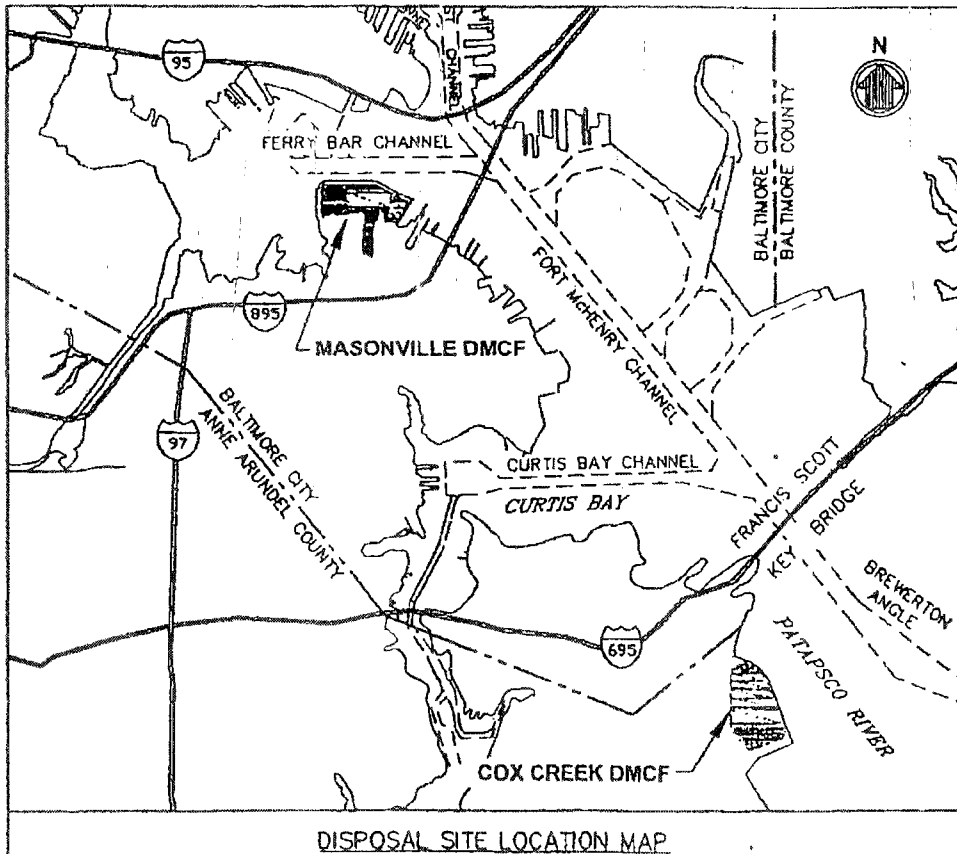 95
CHANNEL
N
FERRY BAR CHANNEL
BALTIMORE CITY
BALTIMORE COUNTY
FORT McHENRY CHANNEL
895
MASONVILLE DMCF
97
BALTIMORE CITY
ANNE ARUNDEL COUNTY
CURTIS BAY CHANNEL
CURTIS BAY
FRANCIS SCOTT
KEY BRIDGE
BREWERTON
ANGLE
695
PATAPSCO RIVER
COX CREEK DMCF
DISPOSAL SITE LOCATION MAP